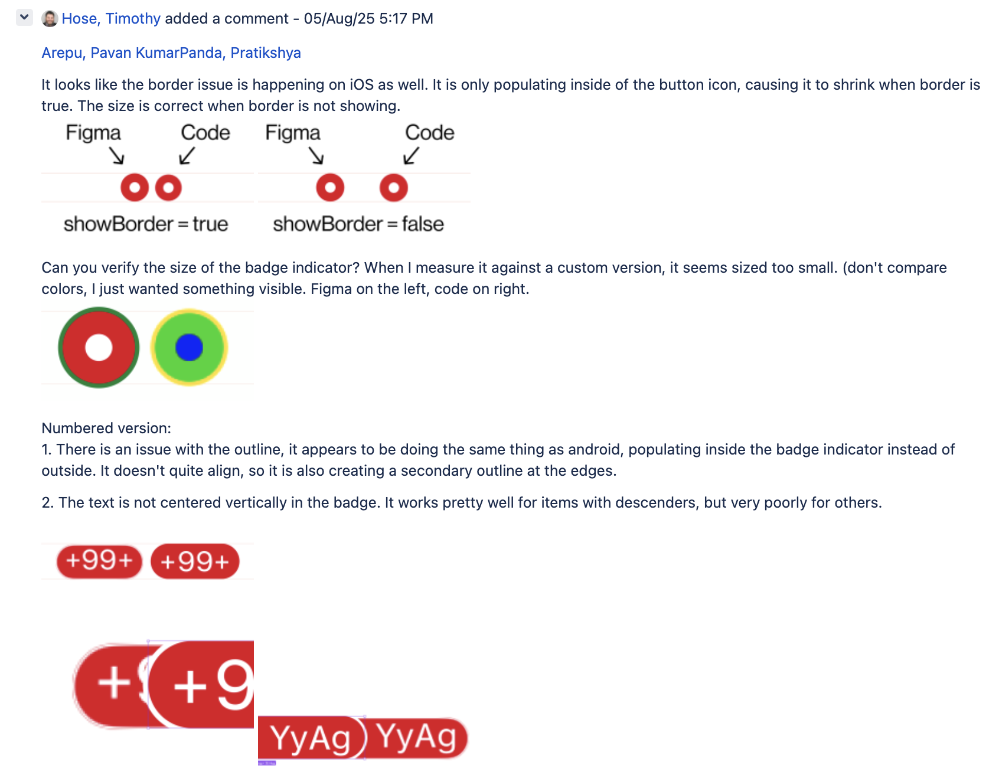 Hose, Timothy added a comment - 05/Aug/25 5:17 PM
Arepu, Pavan KumarPanda, Pratikshya
It looks like the border issue is happening on iOS as well. It is only populating inside of the button icon, causing it to shrink when border is
true. The size is correct when border is not showing.
Figma Code Figma Code
showBorder = true showBorder = false
Can you verify the size of the badge indicator? When I measure it against a custom version, it seems sized too small. (don't compare
colors, I just wanted something visible. Figma on the left, code on right.
Numbered version:
1. There is an issue with the outline, it appears to be doing the same thing as android, populating inside the badge indicator instead of
outside. It doesn't quite align, so it is also creating a secondary outline at the edges.
2. The text is not centered vertically in the badge. It works pretty well for items with descenders, but very poorly for others.
+99+ +99+
+9 +9
YyAg YyAg